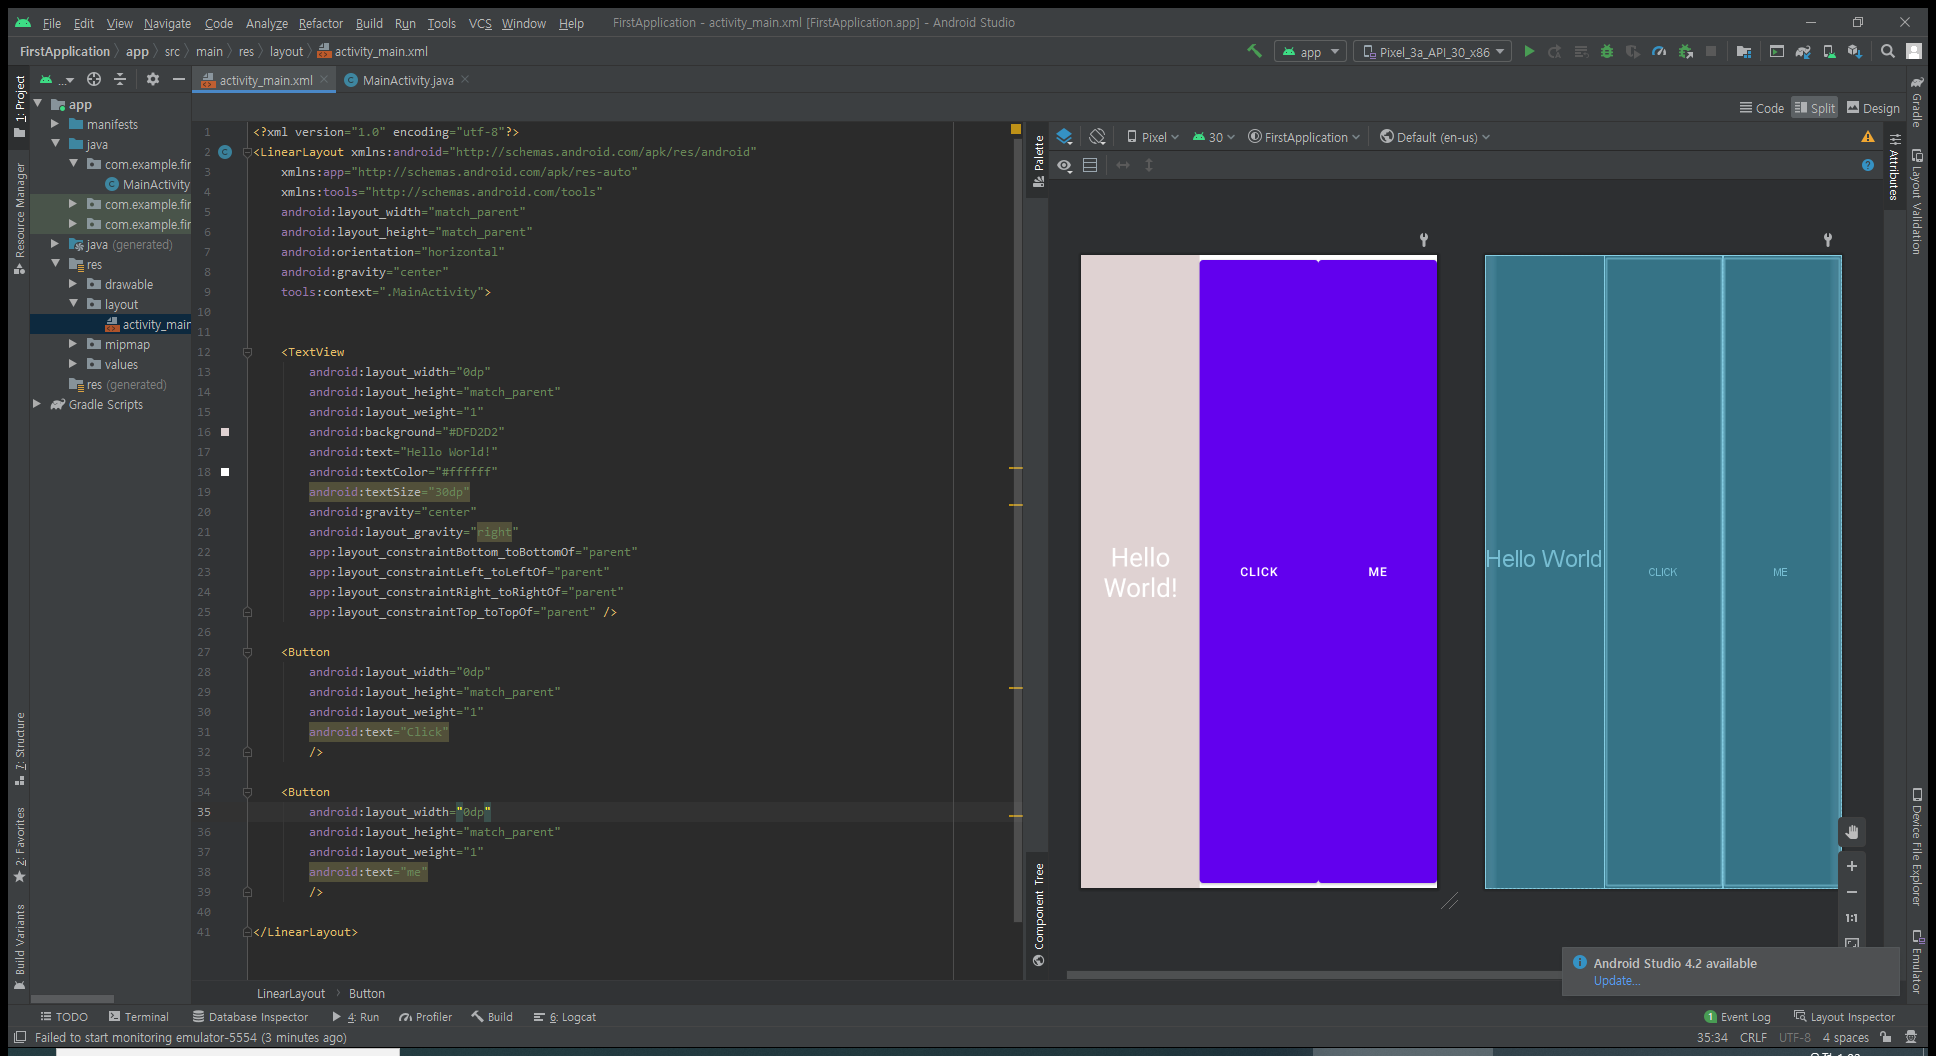 File Edit View Navigate Code Analyze Refactor Build Run Tools VCS Window Help FirstApplication - activity_main.xml [FirstApplication.app] - Android Studio
FirstApplication app src main res layout activity_main.xml app Pixel_3a_API_30_x86
... activity_main.xml MainActivity.java
Code Split Design
1: Project
Resource Manager
7: Structure
2: Favorites
Build Variants
app
manifests
java
com.example.fir
MainActivity
com.example.fir
com.example.fir
java (generated)
res
drawable
layout
activity_main
mipmap
values
res (generated)
Gradle Scripts
1 <?xml version="1.0" encoding="utf-8"?>
2 <LinearLayout xmlns:android="http://schemas.android.com/apk/res/android"
3 xmlns:app="http://schemas.android.com/apk/res-auto"
4 xmlns:tools="http://schemas.android.com/tools"
5 android:layout_width="match_parent"
6 android:layout_height="match_parent"
7 android:orientation="horizontal"
8 android:gravity="center"
9 tools:context=".MainActivity">
10
11
12 <TextView
13 android:layout_width="0dp"
14 android:layout_height="match_parent"
15 android:layout_weight="1"
16 android:background="#DFD2D2"
17 android:text="Hello World!"
18 android:textColor="#ffffff"
19 android:textSize="30dp"
20 android:gravity="center"
21 android:layout_gravity="right"
22 app:layout_constraintBottom_toBottomOf="parent"
23 app:layout_constraintLeft_toLeftOf="parent"
24 app:layout_constraintRight_toRightOf="parent"
25 app:layout_constraintTop_toTopOf="parent" />
26
27 <Button
28 android:layout_width="0dp"
29 android:layout_height="match_parent"
30 android:layout_weight="1"
31 android:text="Click"
32 />
33
34 <Button
35 android:layout_width="0dp"
36 android:layout_height="match_parent"
37 android:layout_weight="1"
38 android:text="me"
39 />
40
41 </LinearLayout>
LinearLayout Button
Palette
Component Tree
Pixel 30 FirstApplication Default (en-us)
Hello
World!
CLICK
ME
Hello World
CLICK
ME
1:1
Attributes
Gradle
Layout Validation
Device File Explorer
Emulator
Android Studio 4.2 available
Update...
TODO Terminal Database Inspector 4: Run Profiler Build 6: Logcat 1 Event Log Layout Inspector
Failed to start monitoring emulator-5554 (3 minutes ago) 35:34 CRLF UTF-8 4 spaces